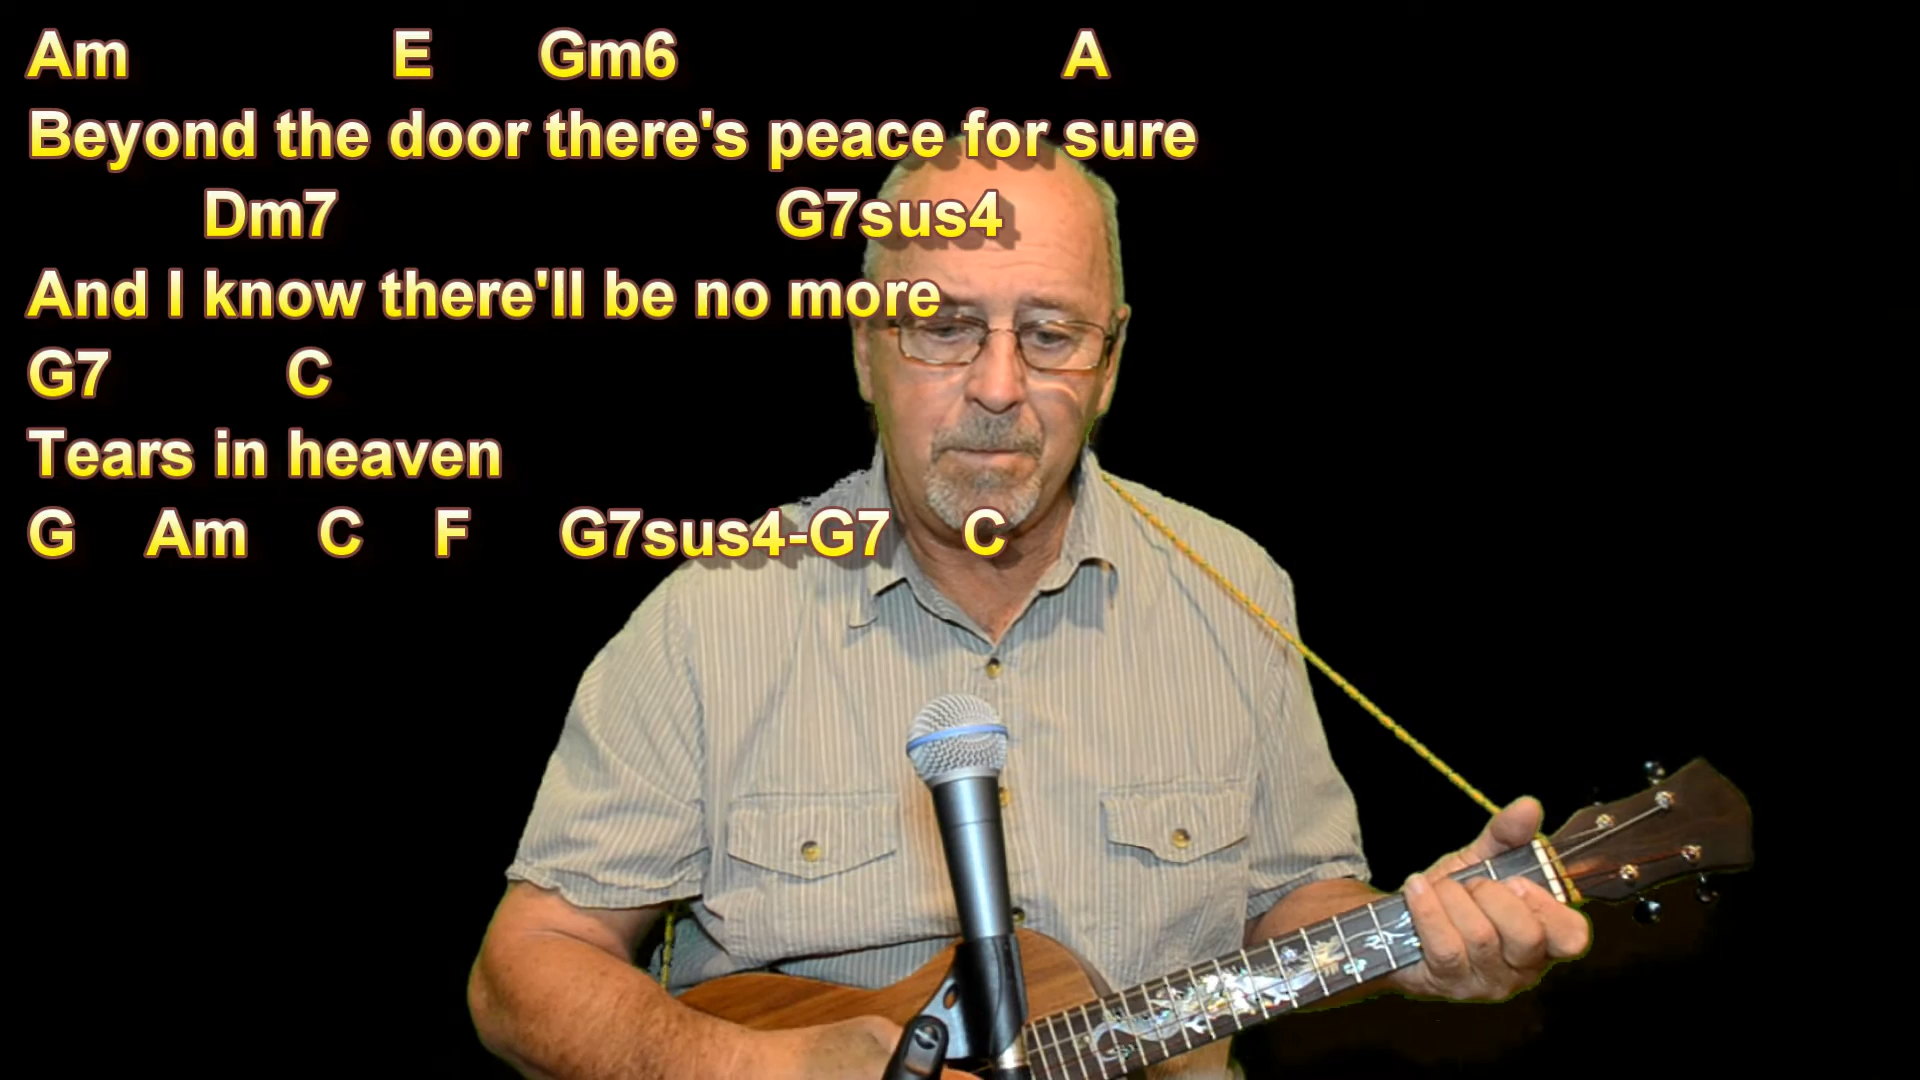 Am E Gm6 A
Beyond the door there's peace for sure
Dm7 G7sus4
And I know there'll be no more
G7 C
Tears in heaven
G Am C F G7sus4-G7 C